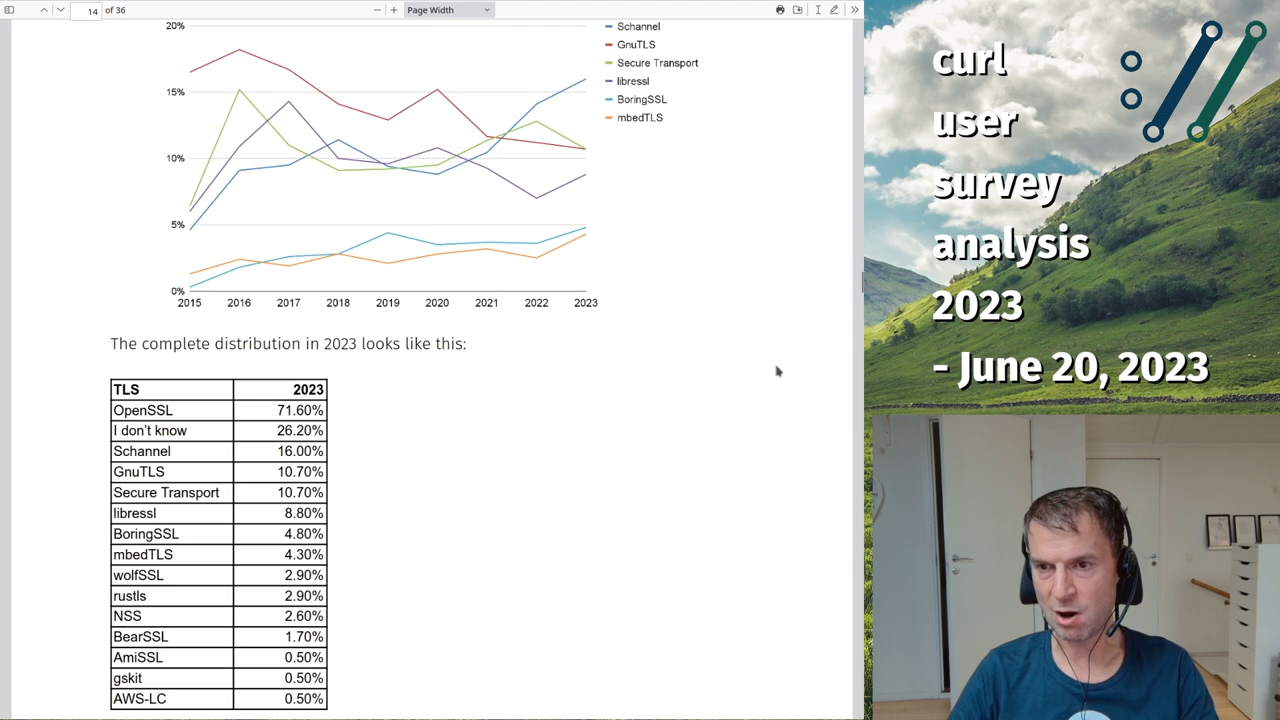 14 of 36
Page Width
20%
15%
10%
5%
0%
2015 2016 2017 2018 2019 2020 2021 2022 2023
Schannel
GnuTLS
Secure Transport
libressl
BoringSSL
mbedTLS
The complete distribution in 2023 looks like this:
TLS 2023
OpenSSL 71.60%
I don't know 26.20%
Schannel 16.00%
GnuTLS 10.70%
Secure Transport 10.70%
libressl 8.80%
BoringSSL 4.80%
mbedTLS 4.30%
wolfSSL 2.90%
rustls 2.90%
NSS 2.60%
BearSSL 1.70%
AmiSSL 0.50%
gskit 0.50%
AWS-LC 0.50%
curl
user
survey
analysis
2023
- June 20, 2023